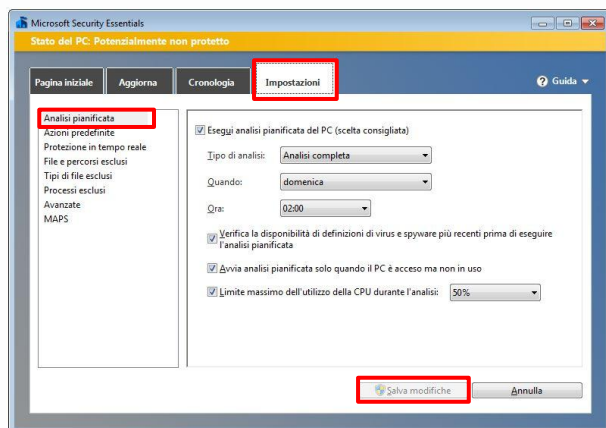 Microsoft Security Essentials
Stato del PC: Potenzialmente non protetto
Pagina iniziale
Aggiorna
Cronologia
Impostazioni
Guida
Analisi pianificata
Azioni predefinite
Protezione in tempo reale
File e percorsi esclusi
Tipi di file esclusi
Processi esclusi
Avanzate
MAPS
Esegui analisi pianificata del PC (scelta consigliata)
Tipo di analisi: Analisi completa
Quando: domenica
Ora: 02:00
Verifica la disponibilità di definizioni di virus e spyware più recenti prima di eseguire
l'analisi pianificata
Avvia analisi pianificata solo quando il PC è acceso ma non in uso
Limite massimo dell'utilizzo della CPU durante l'analisi: 50%
Salva modifiche
Annulla